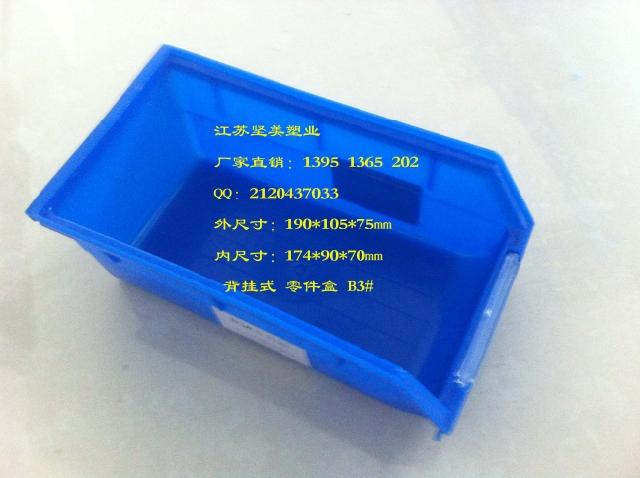 江苏坚美塑业
厂家直销：1395 1365 202
QQ：2120437033
外尺寸：190*105*75mm
内尺寸：174*90*70mm
背挂式 零件盒 B3#